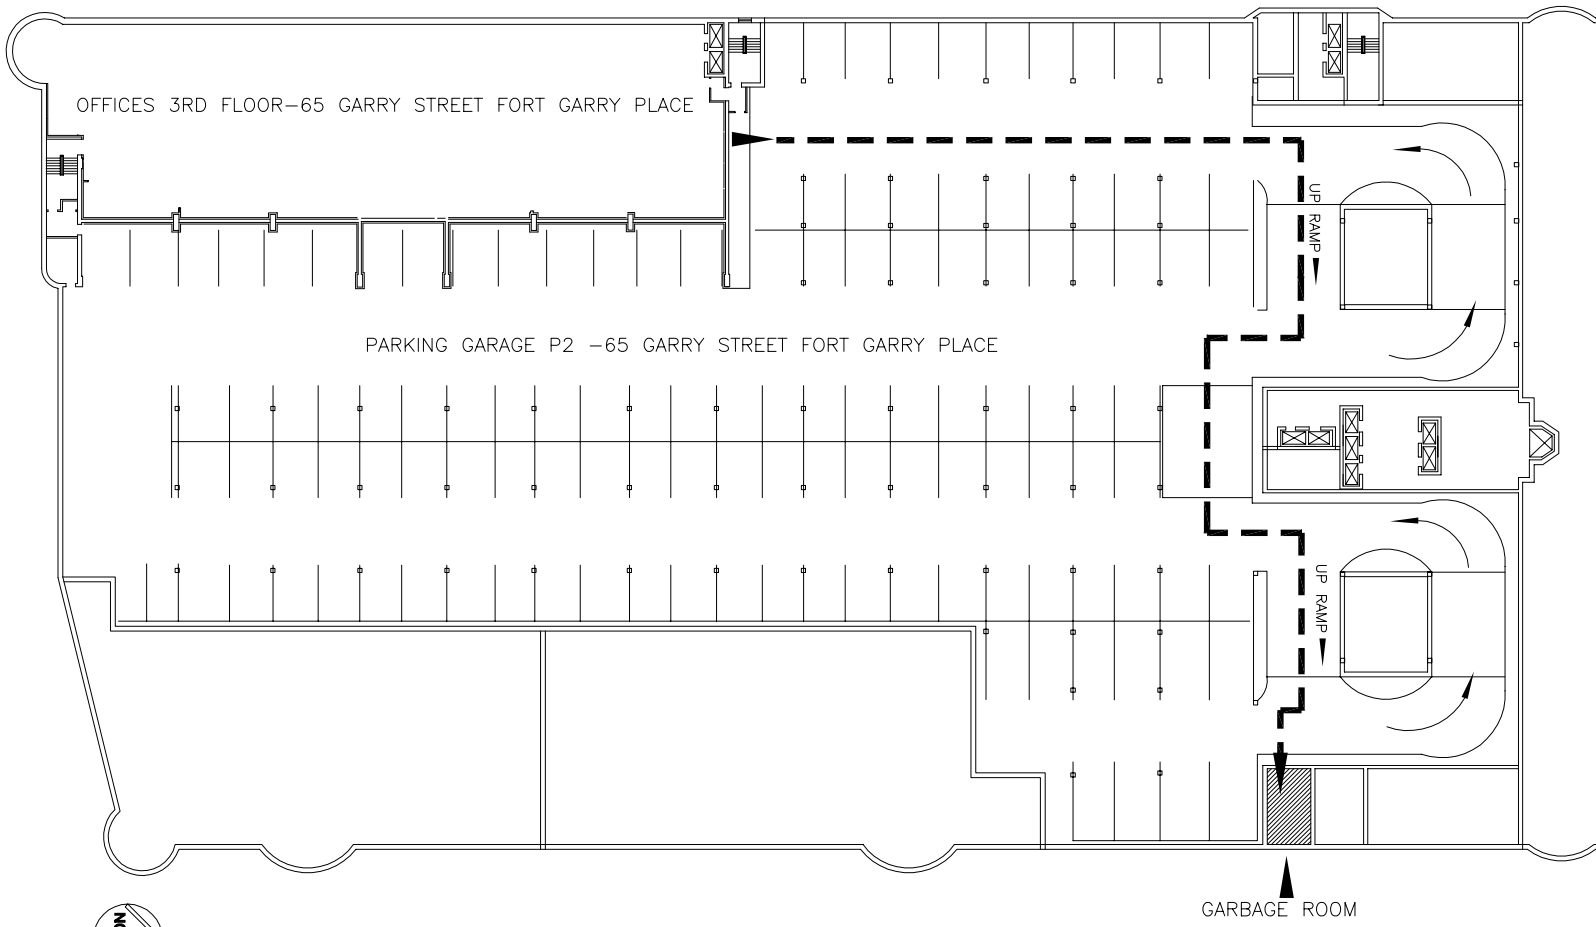 OFFICES 3RD FLOOR-65 GARRY STREET FORT GARRY PLACE
UP RAMP
PARKING GARAGE P2 -65 GARRY STREET FORT GARRY PLACE
UP RAMP
GARBAGE ROOM